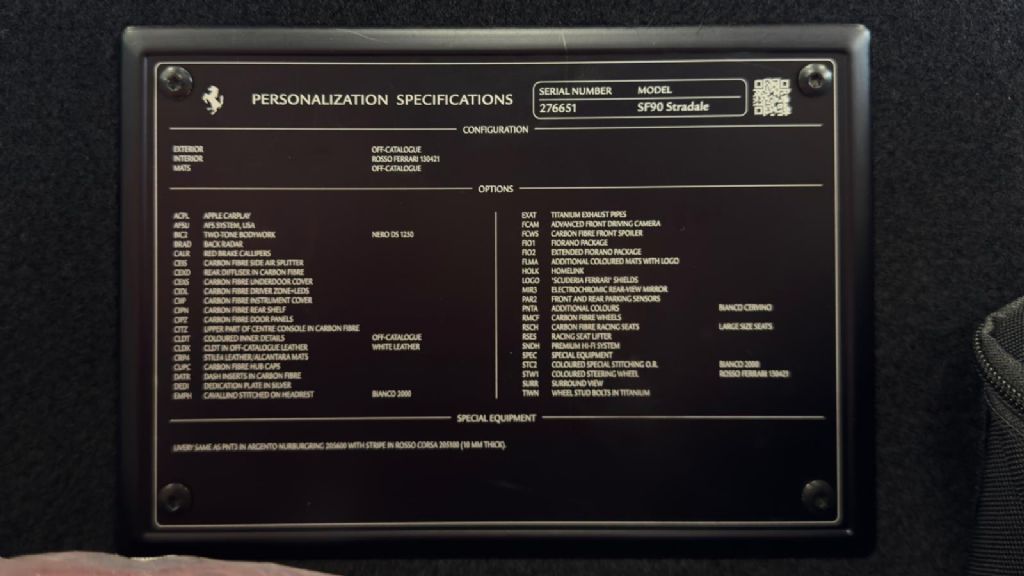 PERSONALIZATION SPECIFICATIONS
SERIAL NUMBER MODEL
276651 SF90 Stradale
CONFIGURATION
EXTERIOR OFF-CATALOGUE
INTERIOR ROSSO FERRARI 130421
MATS OFF-CATALOGUE
OPTIONS
ACPL APPLE CARPLAY
AFSU AFS SYSTEM, USA
BIC2 TWO-TONE BODYWORK NERO DS 1250
BRAD BACK RADAR
CALR RED BRAKE CALLIPERS
CEIS CARBON FIBRE SIDE AIR SPLITTER
CEXD REAR DIFFUSER IN CARBON FIBRE
CEXS CARBON FIBRE UNDERDOOR COVER
CIDL CARBON FIBRE DRIVER ZONE+LEDS
CIIP CARBON FIBRE INSTRUMENT COVER
CIPN CARBON FIBRE REAR SHELF
CIPZ CARBON FIBRE DOOR PANELS
CITZ UPPER PART OF CENTRE CONSOLE IN CARBON FIBRE
CLDT COLOURED INNER DETAILS OFF-CATALOGUE
CLDX CLDT IN OFF-CATALOGUE LEATHER WHITE LEATHER
CRP4 STILE4 LEATHER/ALCANTARA MATS
CUPC CARBON FIBRE HUB CAPS
DATR DASH INSERTS IN CARBON FIBRE
DEDI DEDICATION PLATE IN SILVER
EMPH CAVALLINO STITCHED ON HEADREST BIANCO 2000
EXAT TITANIUM EXHAUST PIPES
FCAM ADVANCED FRONT DRIVING CAMERA
FCWS CARBON FIBRE FRONT SPOILER
FIO1 FIORANO PACKAGE
FIO2 EXTENDED FIORANO PACKAGE
FLMA ADDITIONAL COLOURED MATS WITH LOGO
HOLK HOMELINK
LOGO "SCUDERIA FERRARI" SHIELDS
MIR3 ELECTROCHROMIC REAR-VIEW MIRROR
PAR2 FRONT AND REAR PARKING SENSORS
PNTA ADDITIONAL COLOURS BIANCO CERVINO
RMCF CARBON FIBRE WHEELS
RSCH CARBON FIBRE RACING SEATS LARGE SIZE SEATS
RSES RACING SEAT LIFTER
SNDH PREMIUM HI-FI SYSTEM
SPEC SPECIAL EQUIPMENT
STC2 COLOURED SPECIAL STITCHING O.R. BIANCO 2000
STW1 COLOURED STEERING WHEEL ROSSO FERRARI 130421
SURR SURROUND VIEW
TIWN WHEEL STUD BOLTS IN TITANIUM
SPECIAL EQUIPMENT
LIVERY SAME AS PNT3 IN ARGENTO NURBURGRING 205600 WITH STRIPE IN ROSSO CORSA 205100 (10 MM THICK).